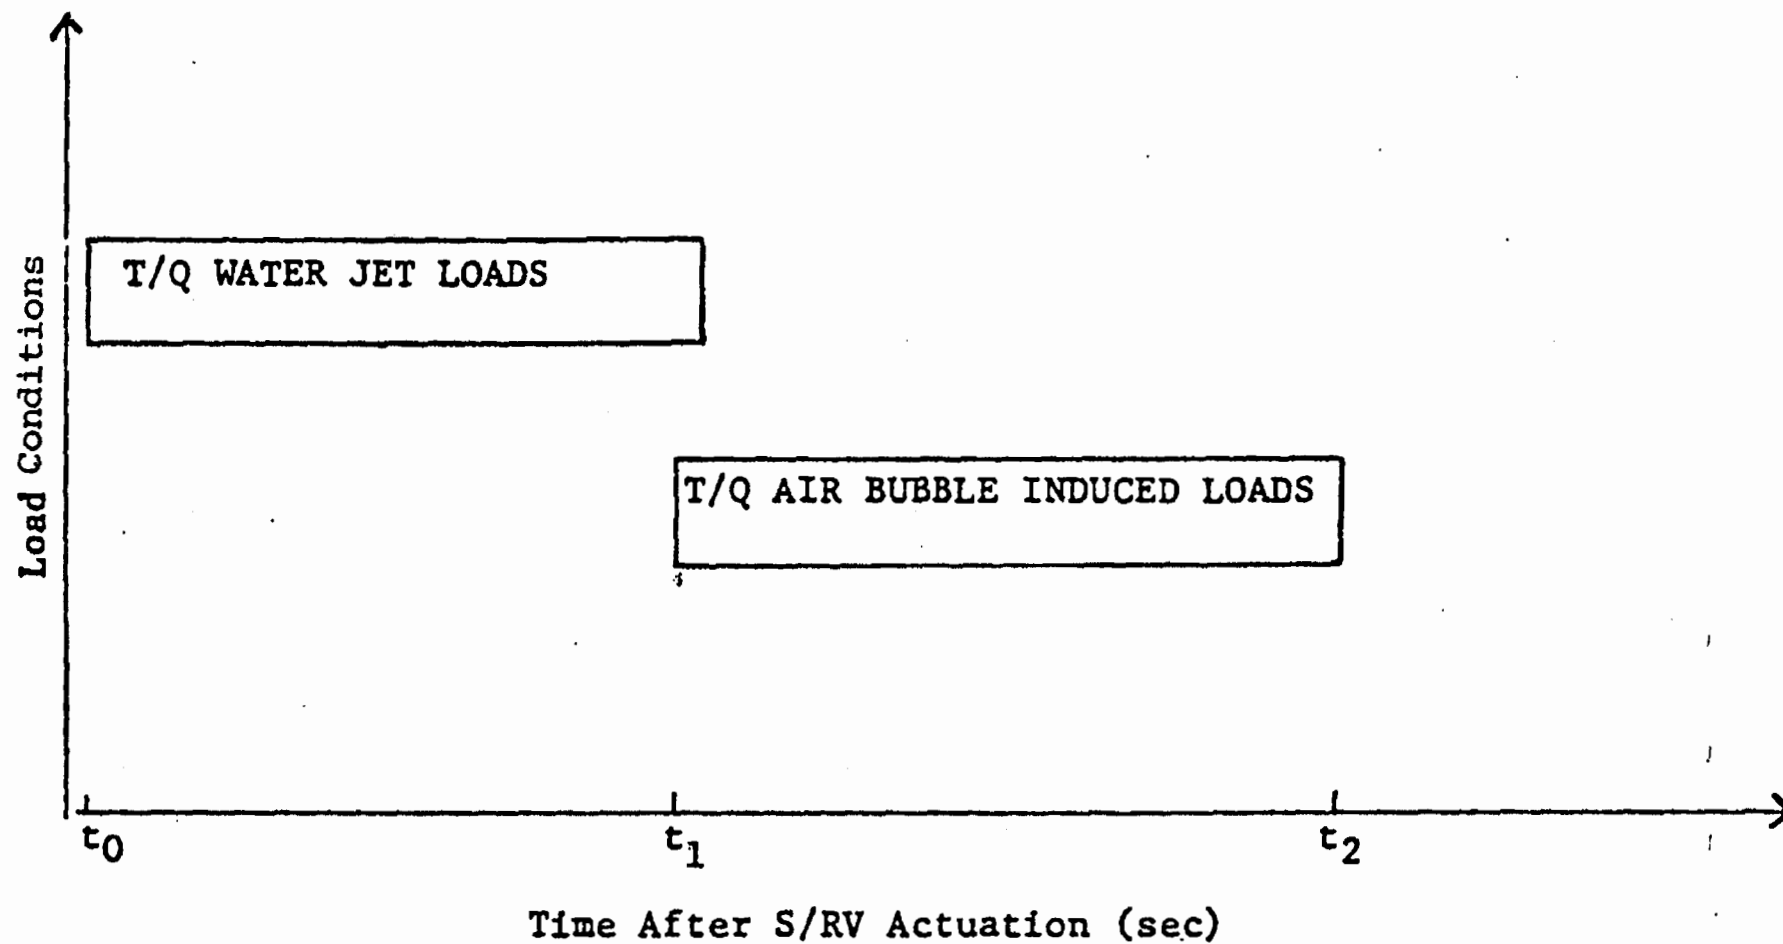 T/Q WATER JET LOADS
Load Conditions
T/Q AIR BUBBLE INDUCED LOADS
t0
t1
t2
Time After S/RV Actuation (sec)